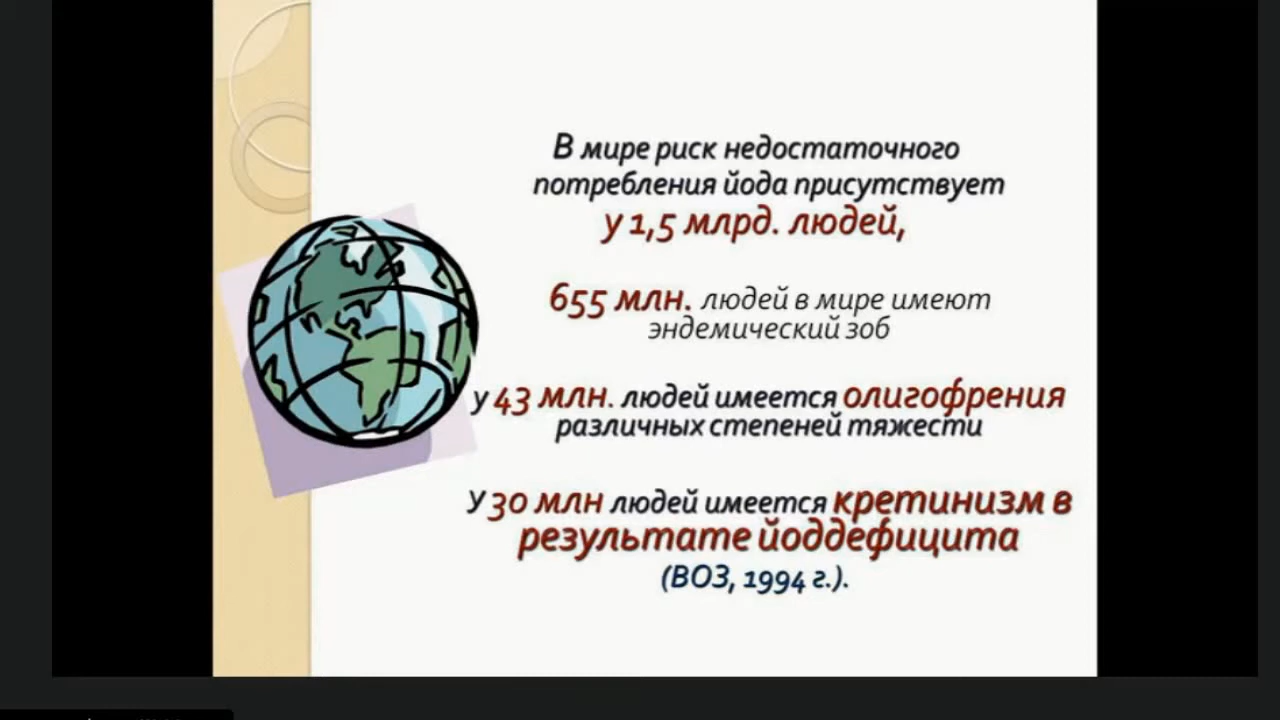 В мире риск недостаточного
потребления йода присутствует
у 1,5 млрд. людей,
655 млн. людей в мире имеют
эндемический зоб
у 43 млн. людей имеется олигофрения
различных степеней тяжести
У 30 млн людей имеется кретинизм в
результате йоддефицита
(ВОЗ, 1994 г.).